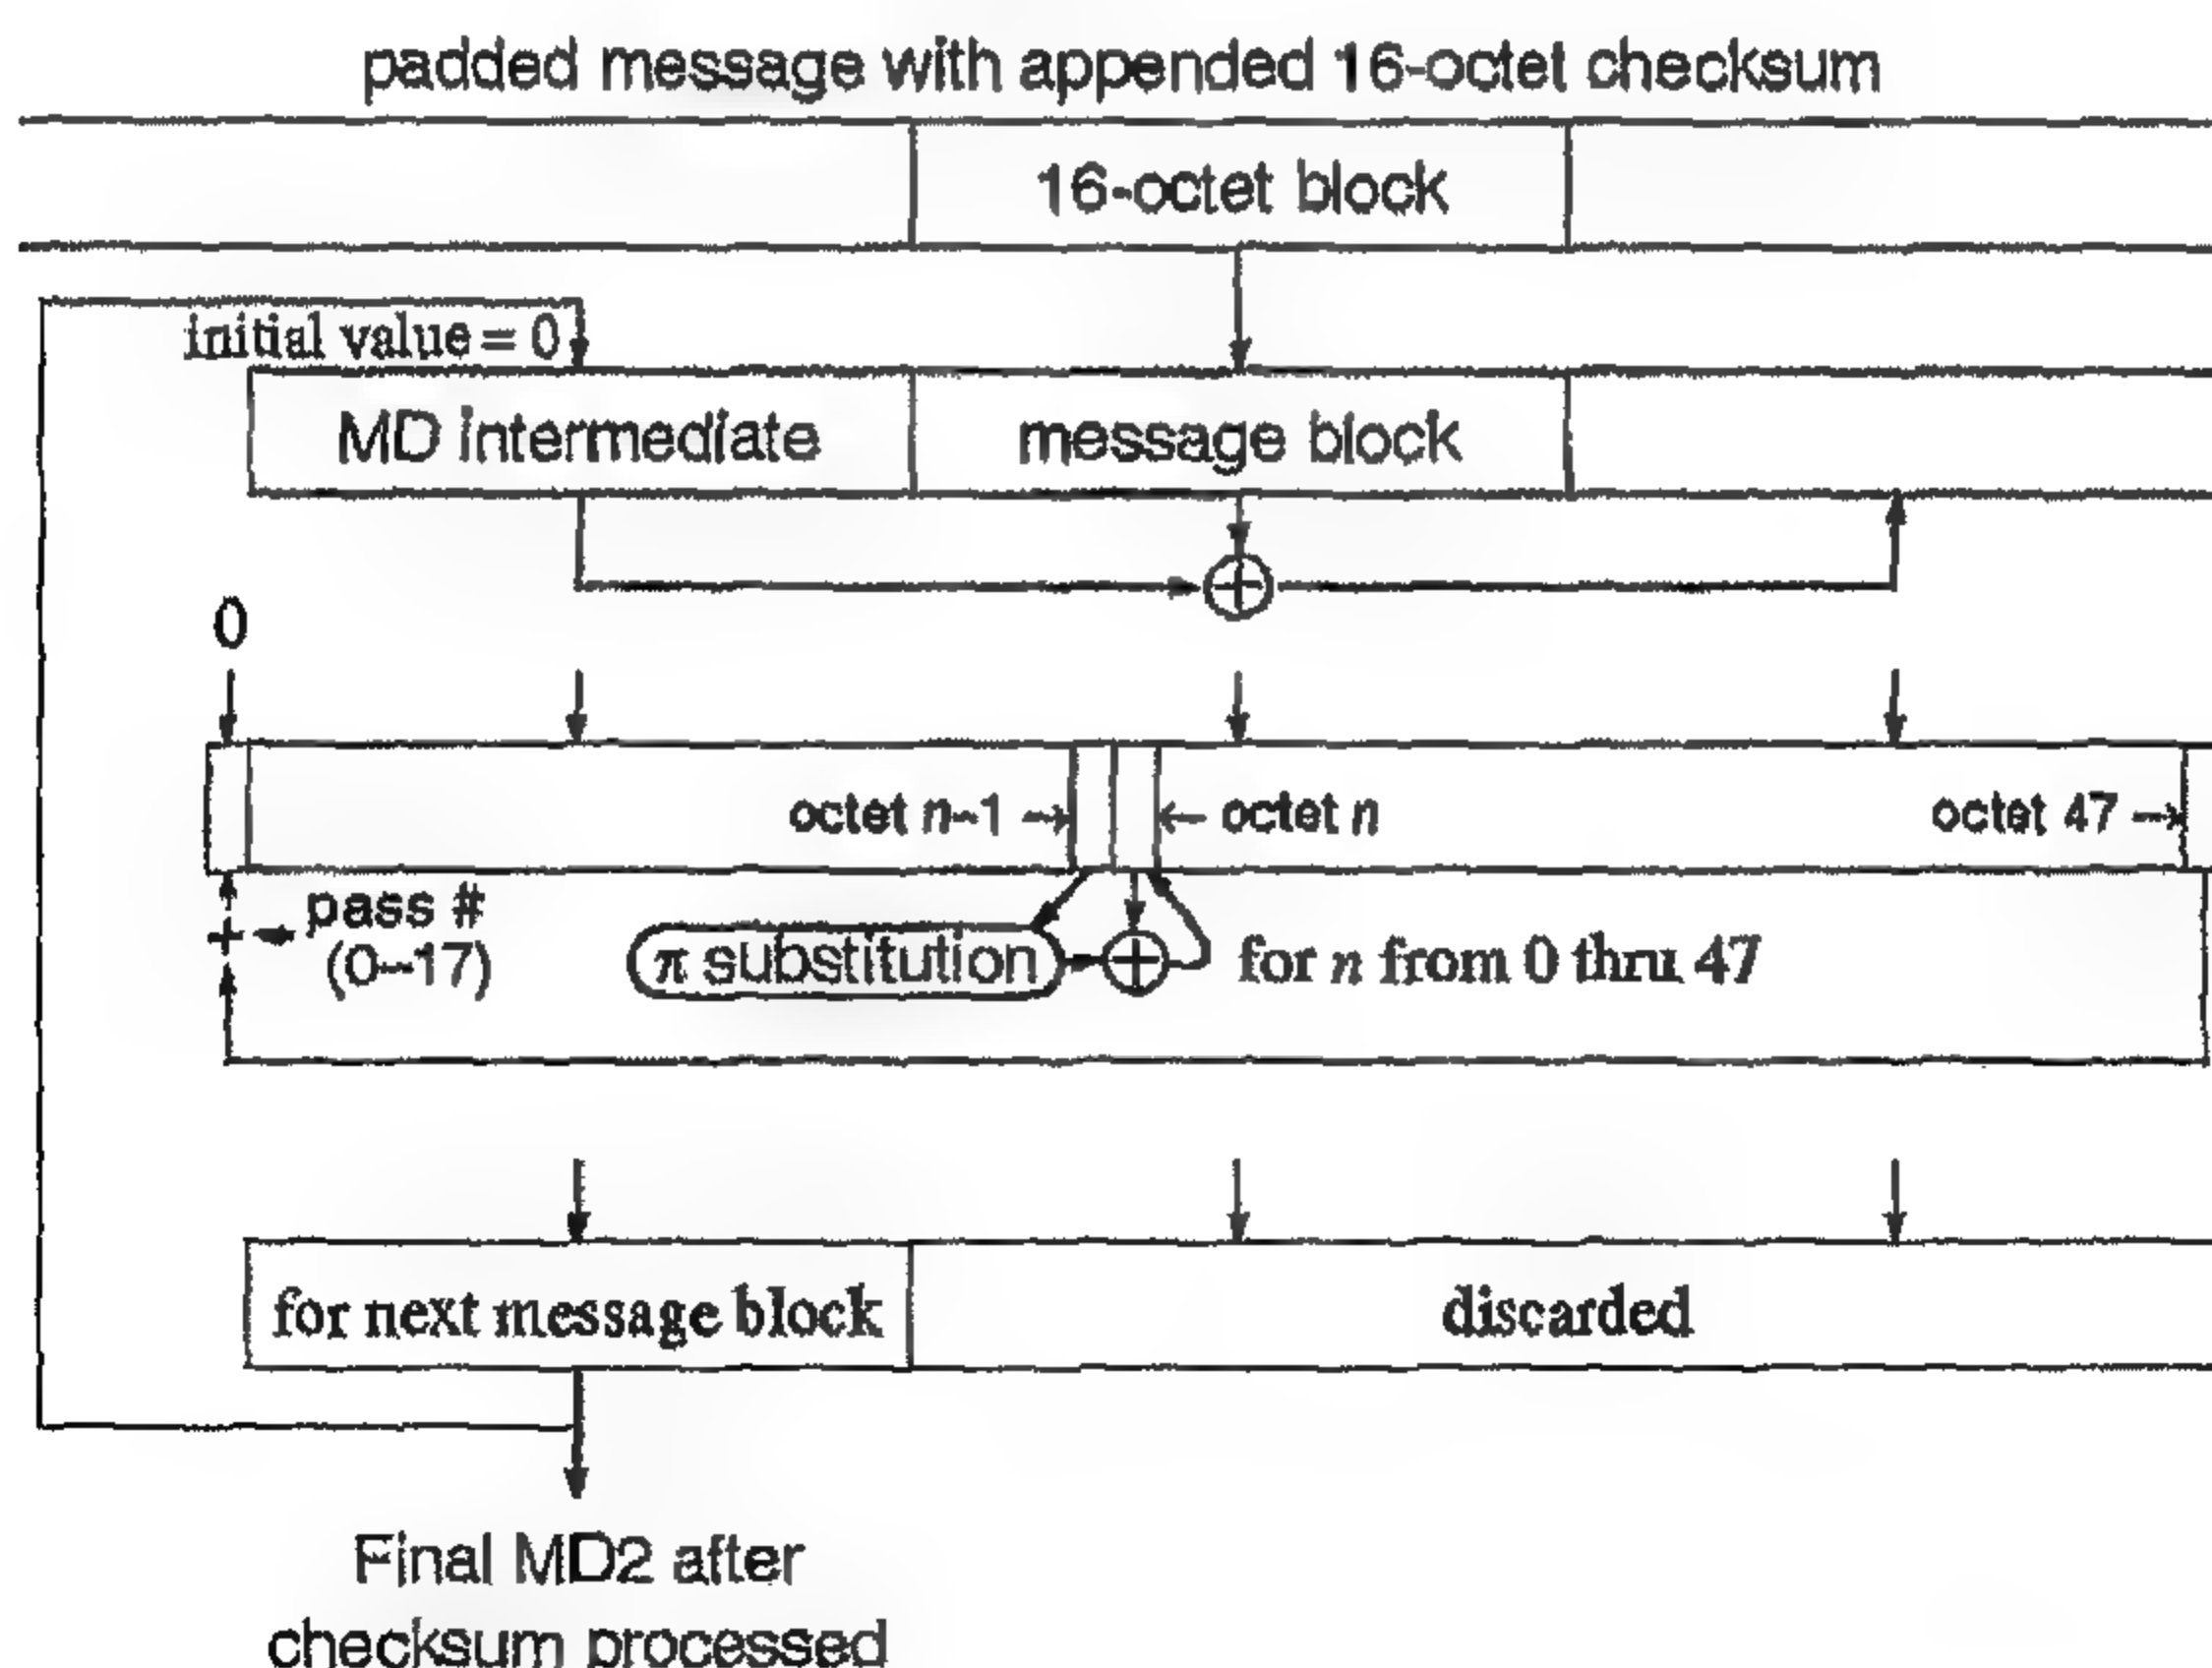 padded message with appended 16-octet checksum
16-octet block
initial value = 0
MD intermediate
message block
0
octet n–1
octet n
octet 47
pass #
(0–17)
π substitution
for n from 0 thru 47
for next message block
discarded
Final MD2 after
checksum processed